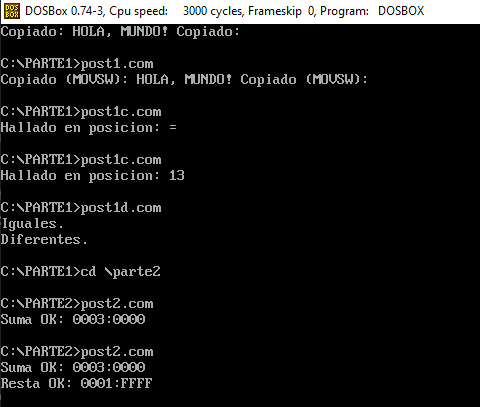 DOSBox 0.74-3, Cpu speed:    3000 cycles, Frameskip  0, Program:   DOSBOX
Copiado: HOLA, MUNDO! Copiado:
C:\PARTE1>post1.com
Copiado (MOVSW): HOLA, MUNDO! Copiado (MOVSW):
C:\PARTE1>post1c.com
Hallado en posicion: =
C:\PARTE1>post1c.com
Hallado en posicion: 13
C:\PARTE1>post1d.com
Iguales.
Diferentes.
C:\PARTE1>cd \parte2
C:\PARTE2>post2.com
Suma OK: 0003:0000
C:\PARTE2>post2.com
Suma OK: 0003:0000
Resta OK: 0001:FFFF